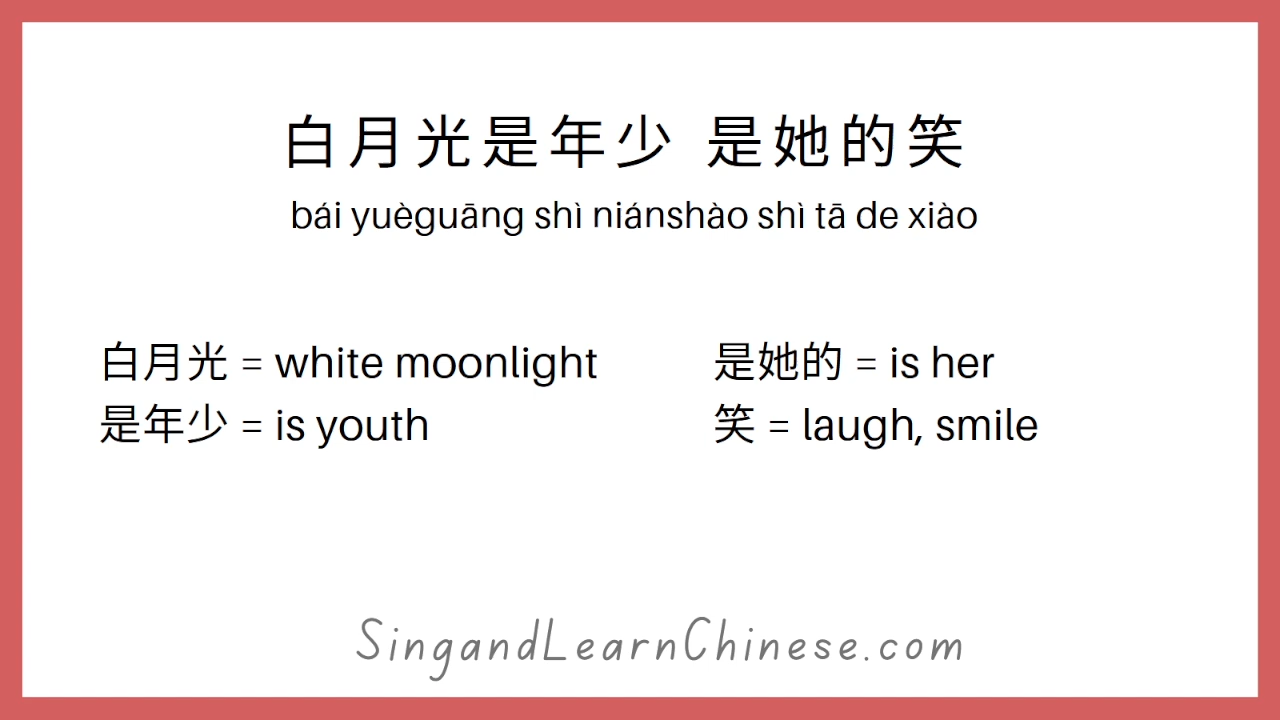 白月光是年少 是她的笑
bái yuèguāng shì niánshào shì tā de xiào
白月光 = white moonlight
是年少 = is youth
是她的 = is her
笑 = laugh, smile
SingandLearnChinese.com